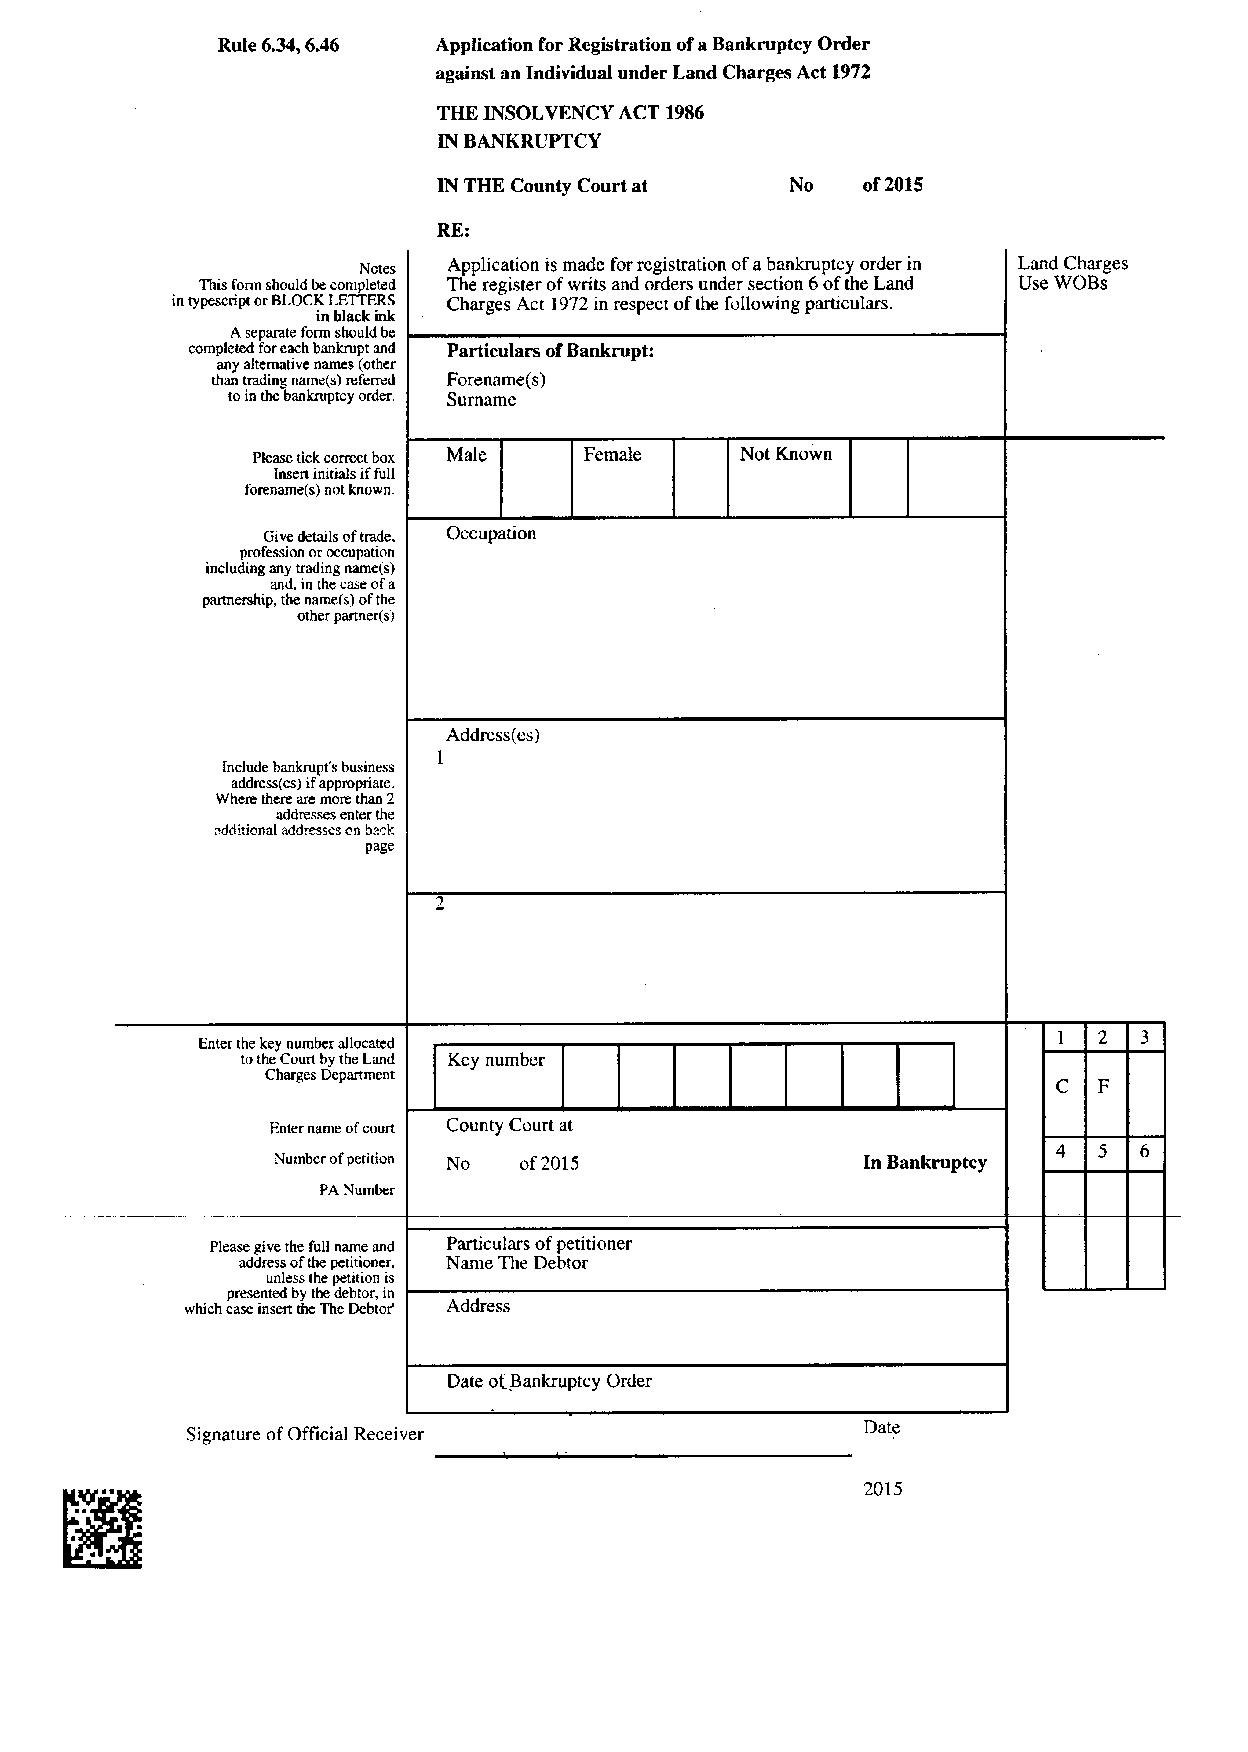 Rule 6.34, 6.46
Application for Registration of a Bankruptcy Order
against an Individual under Land Charges Act 1972
THE INSOLVENCY ACT 1986
IN BANKRUPTCY
IN THE County Court at No of 2015
RE:
Notes
This form should be completed
in typescript or BLOCK LETTERS
in black ink
A separate form should be
completed for each bankrupt and
any alternative names (other
than trading name(s) referred
to in the bankruptcy order.
Application is made for registration of a bankruptcy order in
The register of writs and orders under section 6 of the Land
Charges Act 1972 in respect of the following particulars.
Land Charges
Use WOBs
Particulars of Bankrupt:
Forename(s)
Surname
Please tick correct box
Insert initials if full
forename(s) not known.
Male Female Not Known
Give details of trade,
profession or occupation
including any trading name(s)
and, in the case of a
partnership, the name(s) of the
other partner(s)
Occupation
Address(es)
1
Include bankrupt's business
address(es) if appropriate.
Where there are more than 2
addresses enter the
additional addresses on back
page
2
Enter the key number allocated
to the Court by the Land
Charges Department
Key number
1 2 3
C F
Enter name of court
County Court at
Number of petition
No of 2015 In Bankruptcy
4 5 6
PA Number
Please give the full name and
address of the petitioner,
unless the petition is
presented by the debtor, in
which case insert the The Debtor'
Particulars of petitioner
Name The Debtor
Address
Date of Bankruptcy Order
Signature of Official Receiver
Date
2015